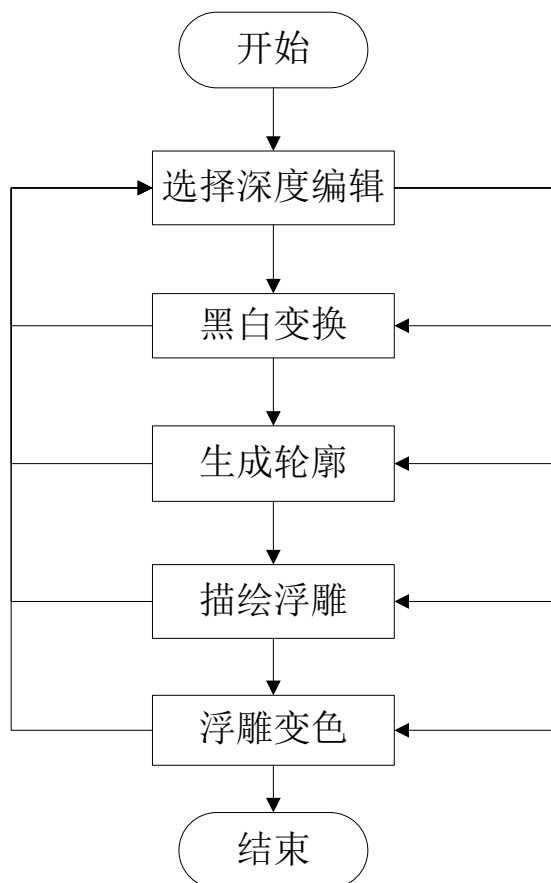 开始
选择深度编辑
黑白变换
生成轮廓
描绘浮雕
浮雕变色
结束